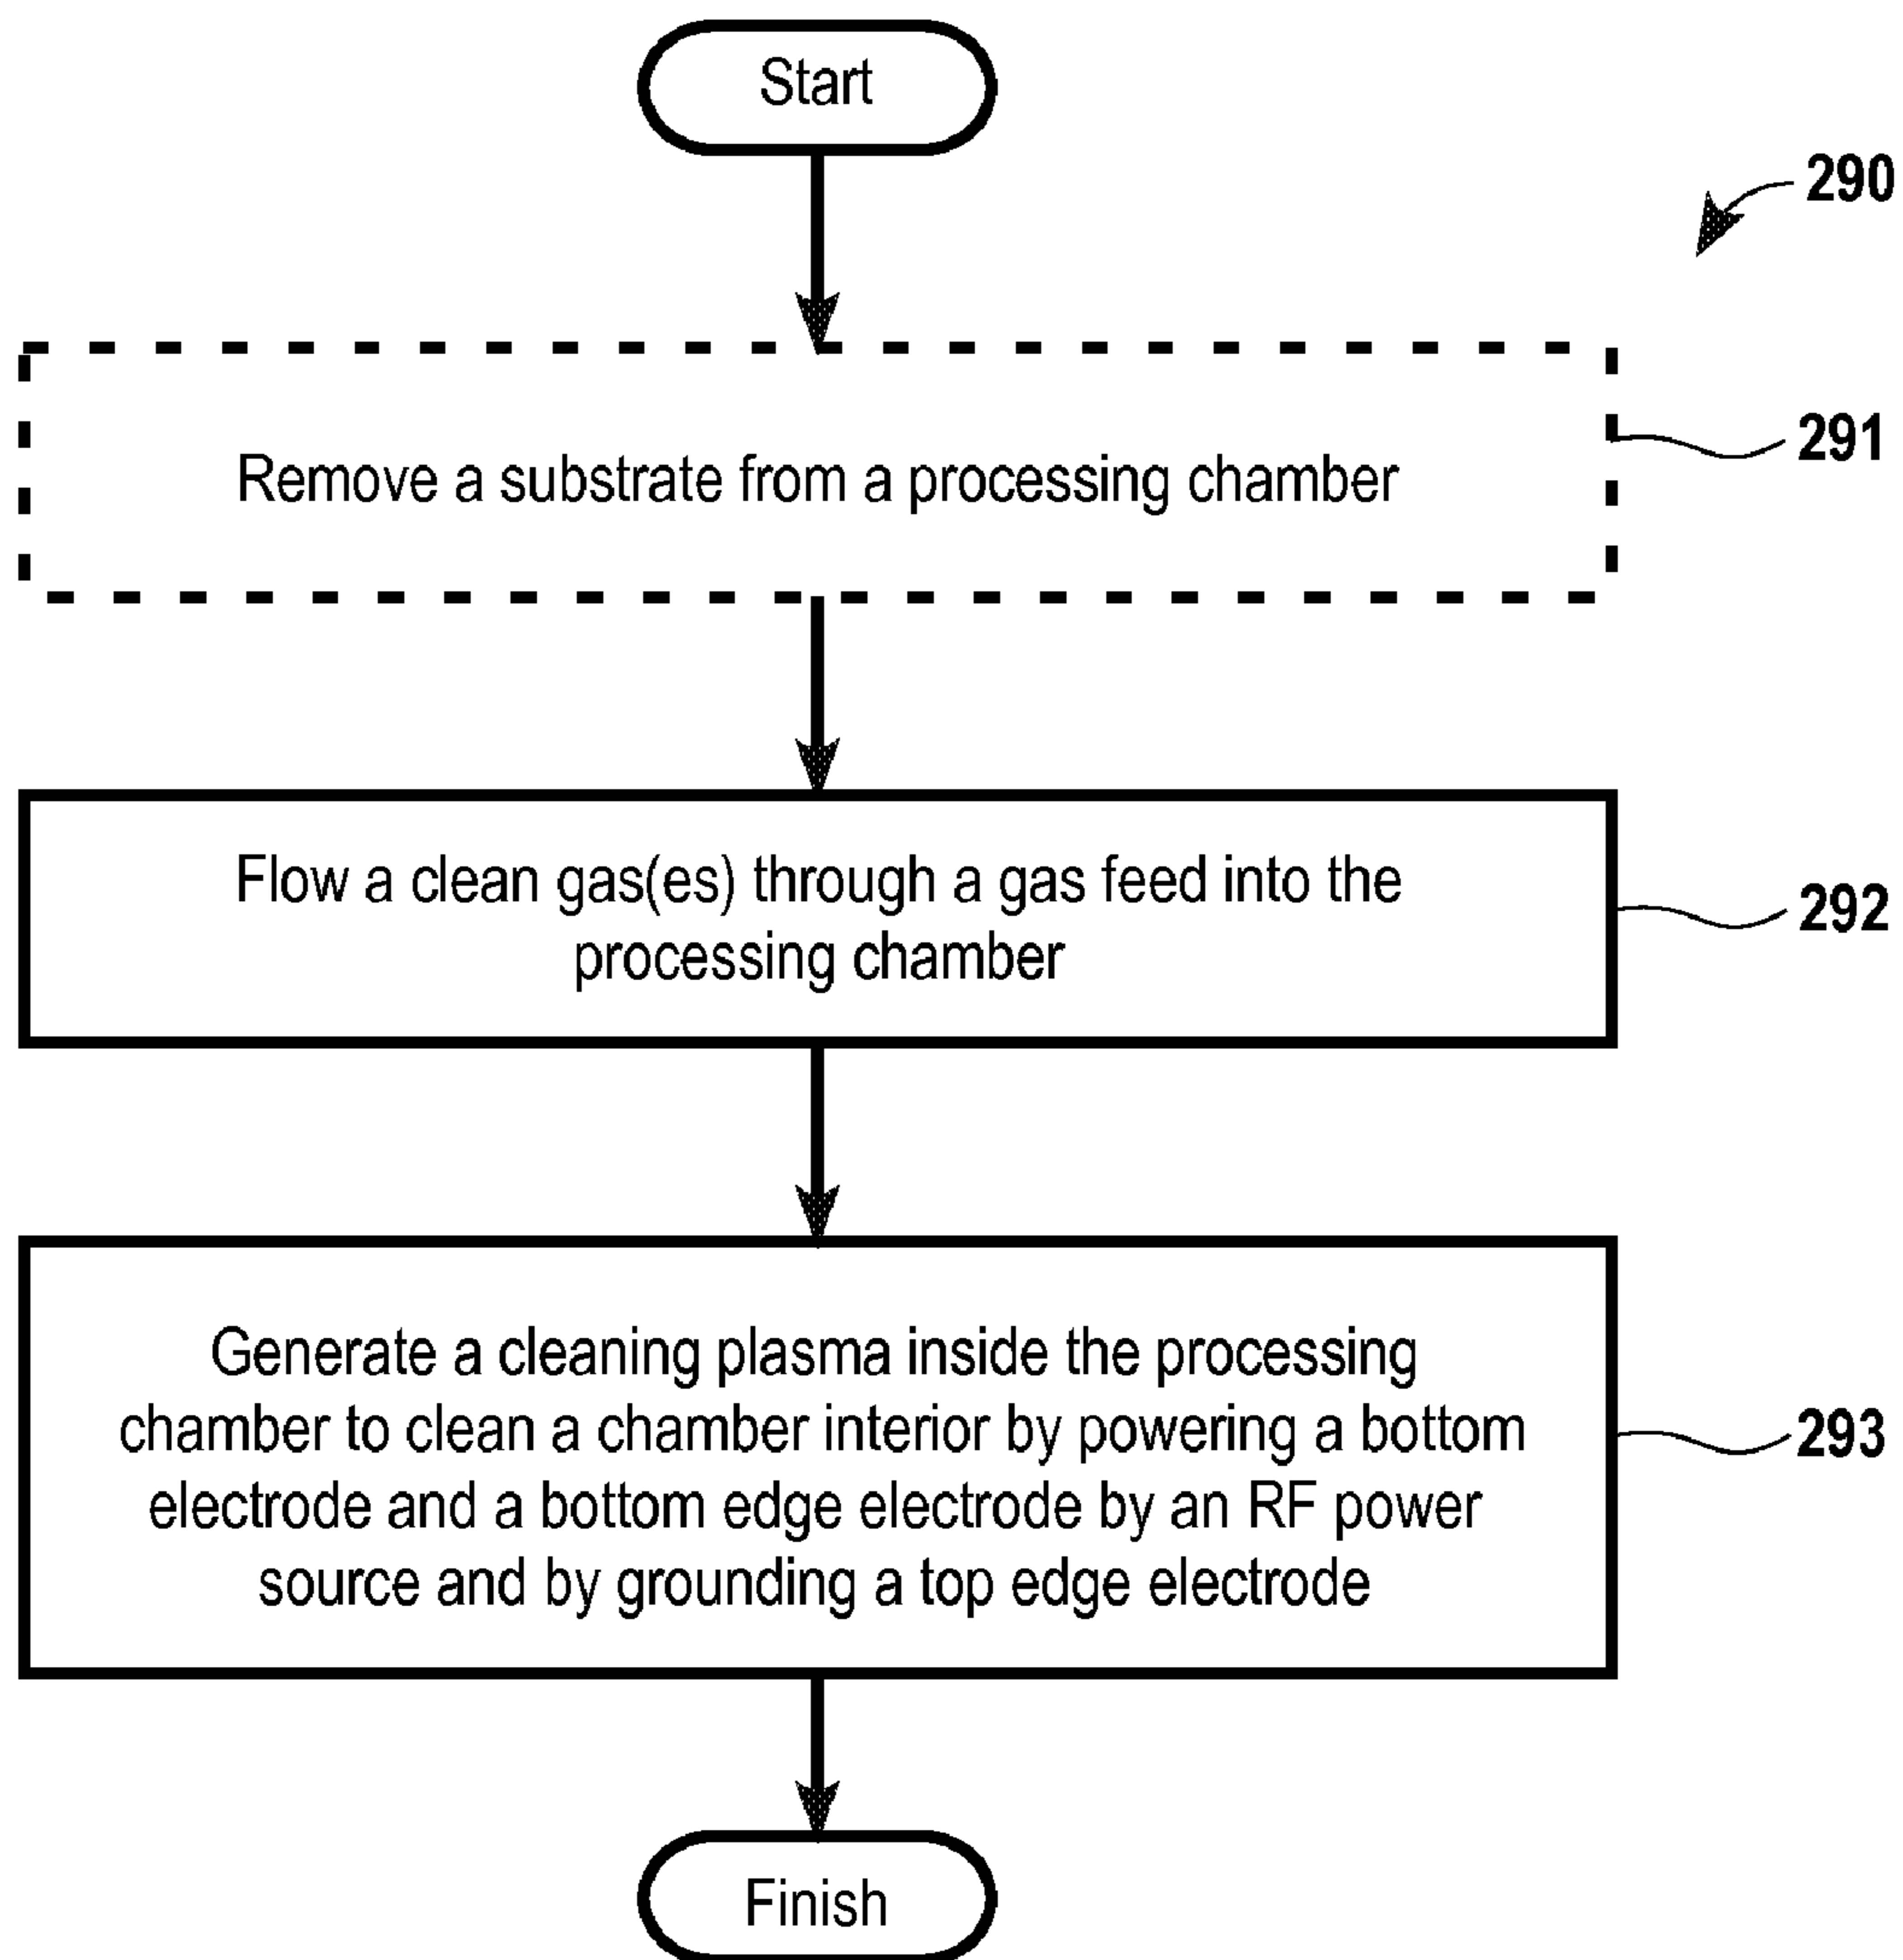 Start
290
Remove a substrate from a processing chamber
291
Flow a clean gas(es) through a gas feed into the
processing chamber
292
Generate a cleaning plasma inside the processing
chamber to clean a chamber interior by powering a bottom
electrode and a bottom edge electrode by an RF power
source and by grounding a top edge electrode
293
Finish